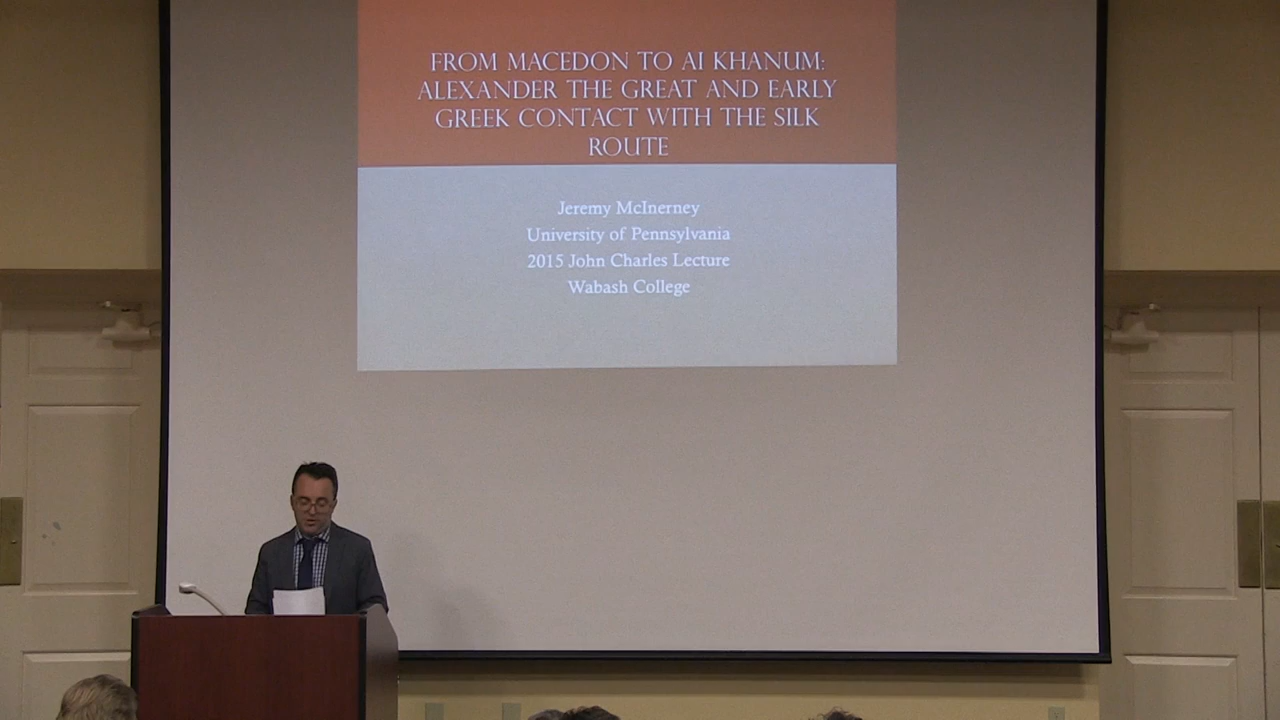 FROM MACEDON TO AI KHANUM:
ALEXANDER THE GREAT AND EARLY
GREEK CONTACT WITH THE SILK
ROUTE
Jeremy McInerney
University of Pennsylvania
2015 John Charles Lecture
Wabash College